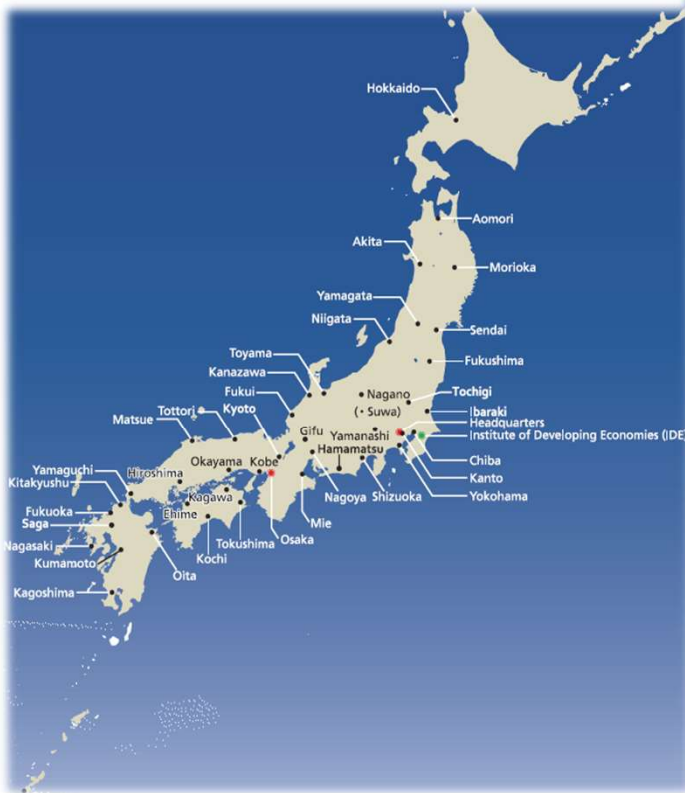 Hokkaido
Aomori
Akita
Morioka
Yamagata
Niigata
Sendai
Toyama
Fukushima
Kanazawa
Fukui
Nagano
Tochigi
Kyoto
(・Suwa)
Ibaraki
Tottori
Headquarters
Matsue
Gifu
Yamanashi
Institute of Developing Economies (IDE)
Hamamatsu
Okayama
Kobe
Chiba
Yamaguchi
Hiroshima
Kanto
Kitakyushu
Nagoya
Shizuoka
Yokohama
Kagawa
Fukuoka
Ehime
Mie
Saga
Tokushima
Osaka
Nagasaki
Kochi
Kumamoto
Oita
Kagoshima